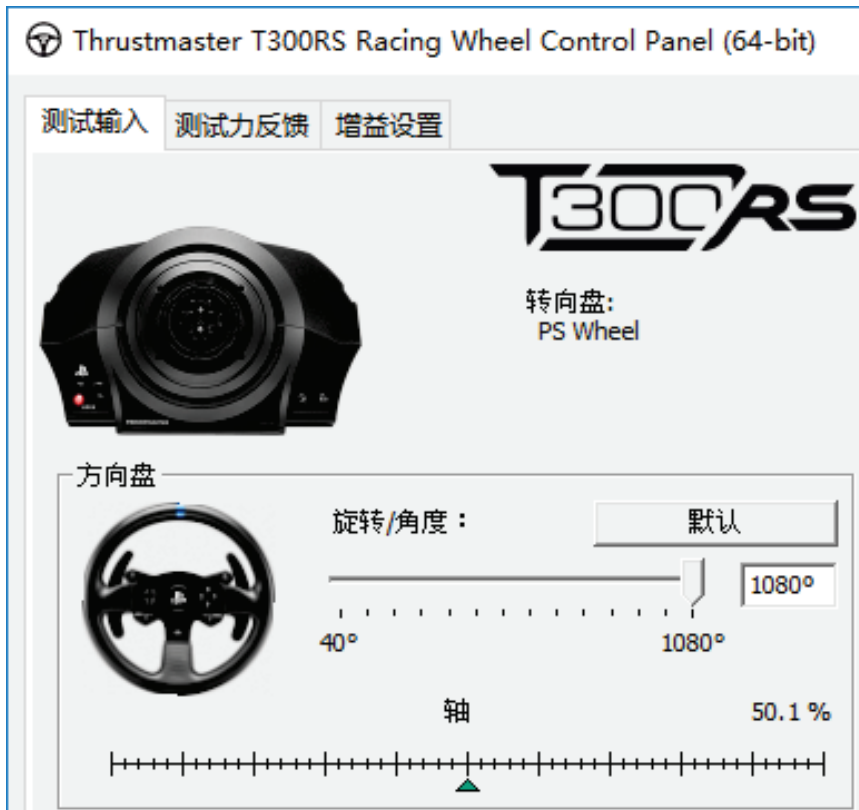 Thrustmaster T300RS Racing Wheel Control Panel (64-bit)
测试输入 测试力反馈 增益设置
T300RS
转向盘:
PS Wheel
方向盘
旋转/角度： 默认
1080°
40° 1080°
轴 50.1 %